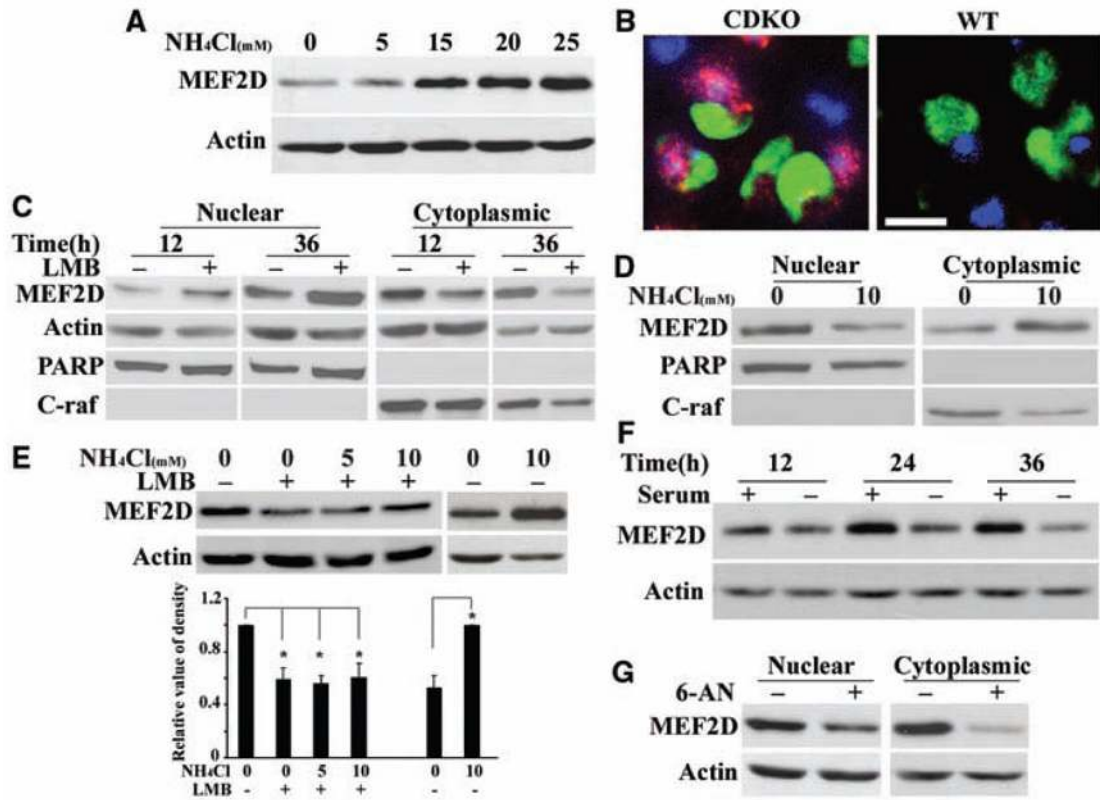 A
NH₄Cl(mM) 0 5 15 20 25
MEF2D
Actin
B
CDKO WT
C
Nuclear Cytoplasmic
Time(h) 12 36 12 36
LMB − + − + − + − +
MEF2D
Actin
PARP
C-raf
D
Nuclear Cytoplasmic
NH₄Cl(mM) 0 10 0 10
MEF2D
PARP
C-raf
E
NH₄Cl(mM) 0 0 5 10 0 10
LMB − + + + − −
MEF2D
Actin
Relative value of density
1.2
0.8
0.4
0
* * * *
NH₄Cl 0 0 5 10 0 10
LMB - + + + - -
F
Time(h) 12 24 36
Serum + − + − + −
MEF2D
Actin
G
Nuclear Cytoplasmic
6-AN − + − +
MEF2D
Actin